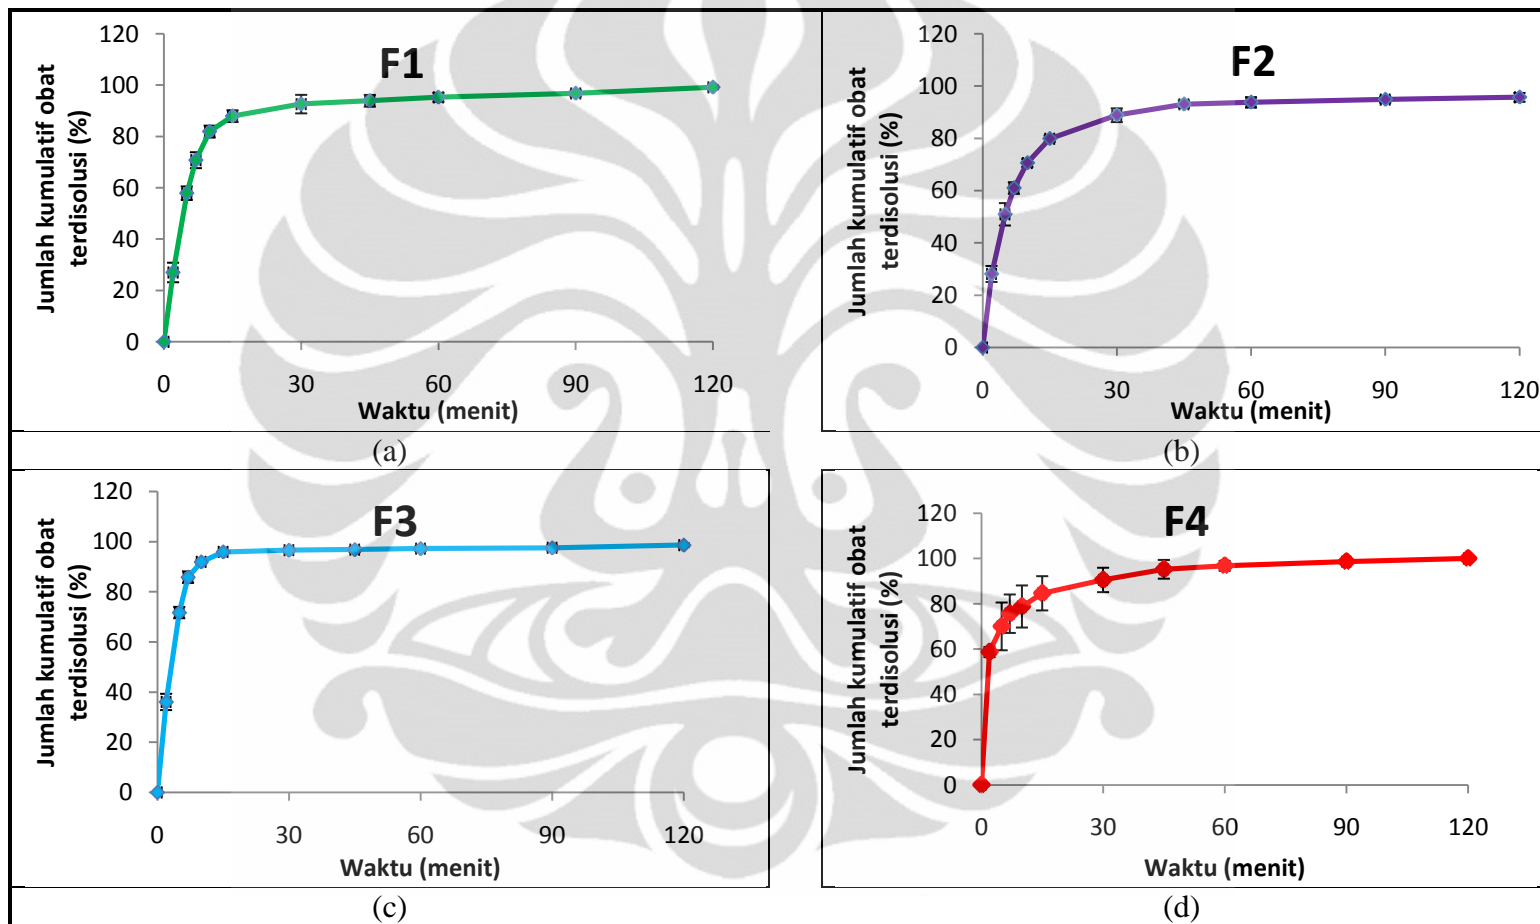 F1
Jumlah kumulatif obat
terdisolusi (%)
120
100
80
60
40
20
0
0 30 60 90 120
Waktu (menit)
(a)
F2
Jumlah kumulatif obat
terdisolusi (%)
120
100
80
60
40
20
0
0 30 60 90 120
Waktu (menit)
(b)
F3
Jumlah kumulatif obat
terdisolusi (%)
120
100
80
60
40
20
0
0 30 60 90 120
Waktu (menit)
(c)
F4
Jumlah kumulatif obat
terdisolusi (%)
120
100
80
60
40
20
0
0 30 60 90 120
Waktu (menit)
(d)